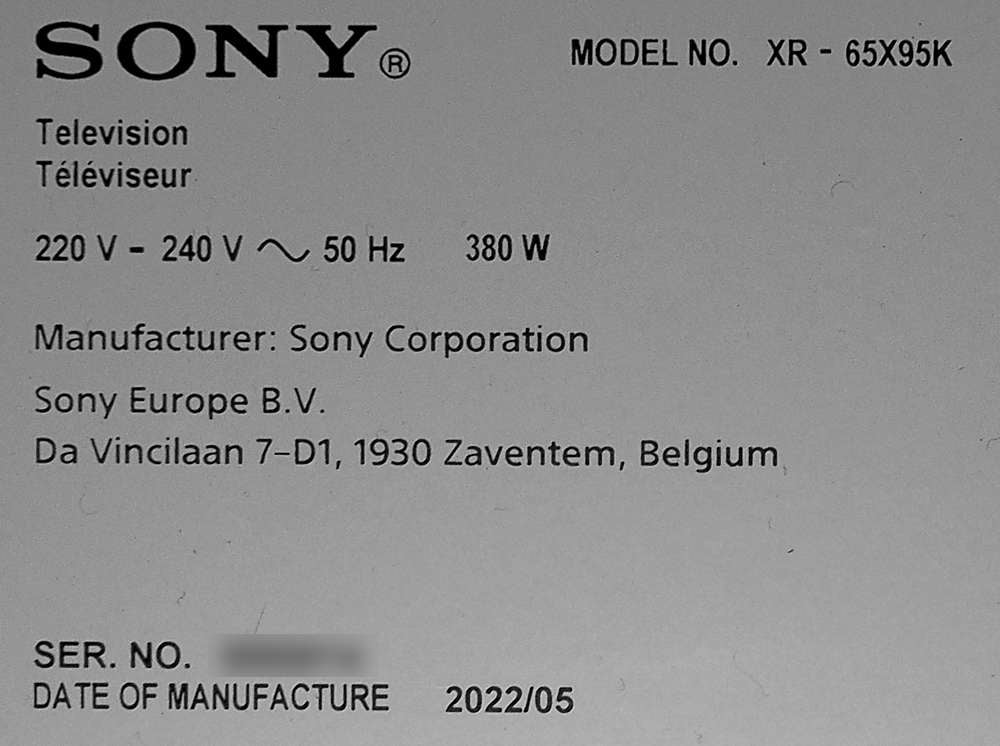 SONY®
MODEL NO. XR - 65X95K
Television
Téléviseur
220 V - 240 V ~ 50 Hz 380 W
Manufacturer: Sony Corporation
Sony Europe B.V.
Da Vincilaan 7-D1, 1930 Zaventem, Belgium
SER. NO.
DATE OF MANUFACTURE 2022/05